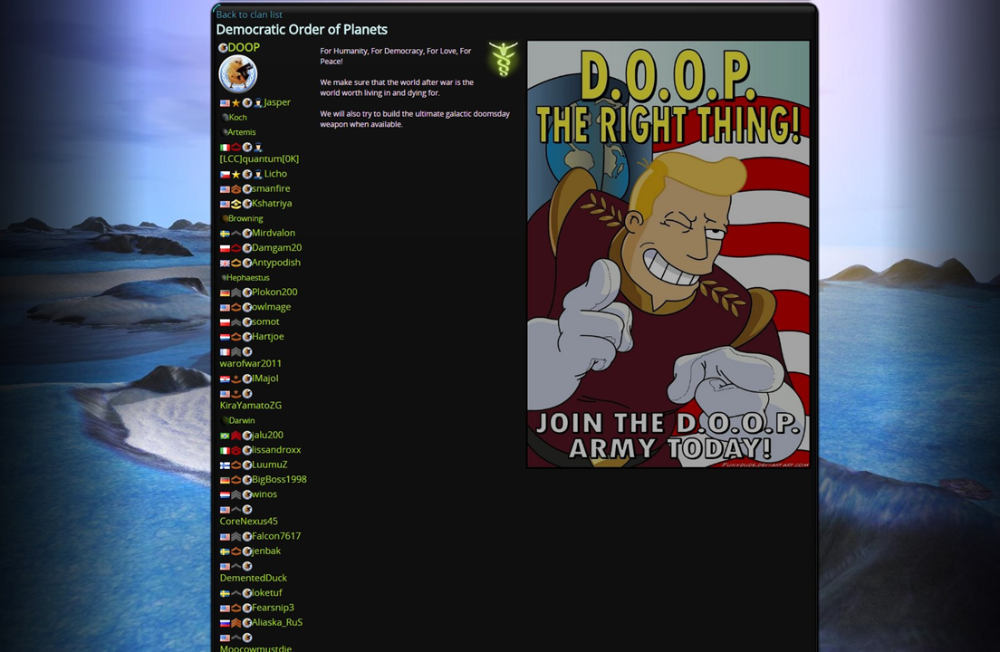 Back to clan list
Democratic Order of Planets
DOOP
Jasper
Koch
Artemis
[LCC]quantum[0K]
Licho
smanfire
Kshatriya
Browning
Mirdvalon
Damgam20
Antypodish
Hephaestus
Plokon200
owlmage
somot
Hartjoe
warofwar2011
IMajoI
KiraYamatoZG
Darwin
jalu200
lissandroxx
LuumuZ
BigBoss1998
winos
CoreNexus45
Falcon7617
jenbak
DementedDuck
loketuf
Fearsnip3
Aliaska_RuS
Moocowmustdie
For Humanity, For Democracy, For Love, For
Peace!
We make sure that the world after war is the
world worth living in and dying for.
We will also try to build the ultimate galactic doomsday
weapon when available.
D.O.O.P.
THE RIGHT THING!
JOIN THE D.O.O.P.
ARMY TODAY!
PUNXDUDE.DEVIANTART.COM